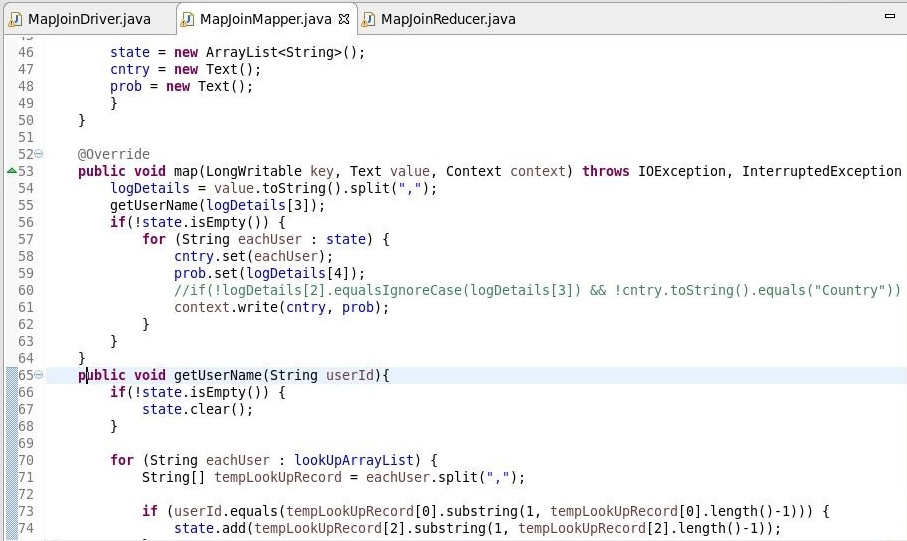 MapJoinDriver.java MapJoinMapper.java MapJoinReducer.java
46 state = new ArrayList<String>();
47 cntry = new Text();
48 prob = new Text();
49 }
50 }
51
52 @Override
53 public void map(LongWritable key, Text value, Context context) throws IOException, InterruptedException
54 logDetails = value.toString().split(",");
55 getUserName(logDetails[3]);
56 if(!state.isEmpty()) {
57 for (String eachUser : state) {
58 cntry.set(eachUser);
59 prob.set(logDetails[4]);
60 //if(!logDetails[2].equalsIgnoreCase(logDetails[3]) && !cntry.toString().equals("Country"))
61 context.write(cntry, prob);
62 }
63 }
64 }
65 public void getUserName(String userId){
66 if(!state.isEmpty()) {
67 state.clear();
68 }
69
70 for (String eachUser : lookUpArrayList) {
71 String[] tempLookUpRecord = eachUser.split(",");
72
73 if (userId.equals(tempLookUpRecord[0].substring(1, tempLookUpRecord[0].length()-1))) {
74 state.add(tempLookUpRecord[2].substring(1, tempLookUpRecord[2].length()-1));